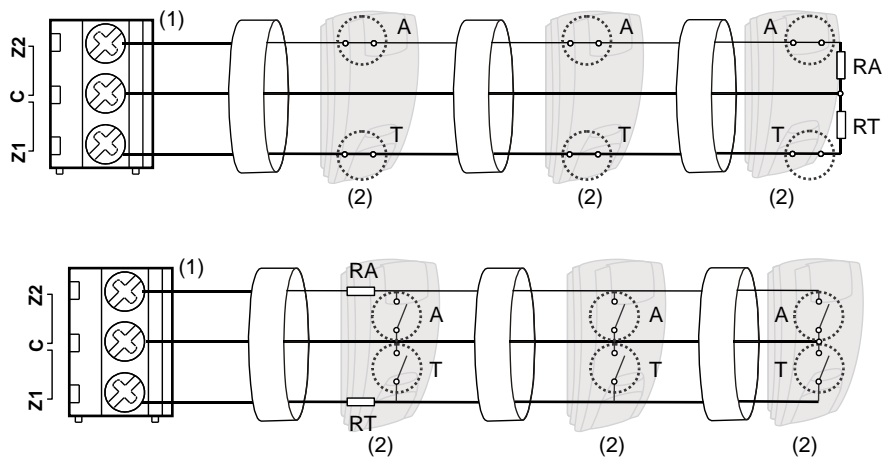 (1)
Z2
C
Z1
A
A
A
RA
RT
T
T
T
(2)
(2)
(2)
(1)
Z2
C
Z1
RA
A
A
A
T
T
T
RT
(2)
(2)
(2)